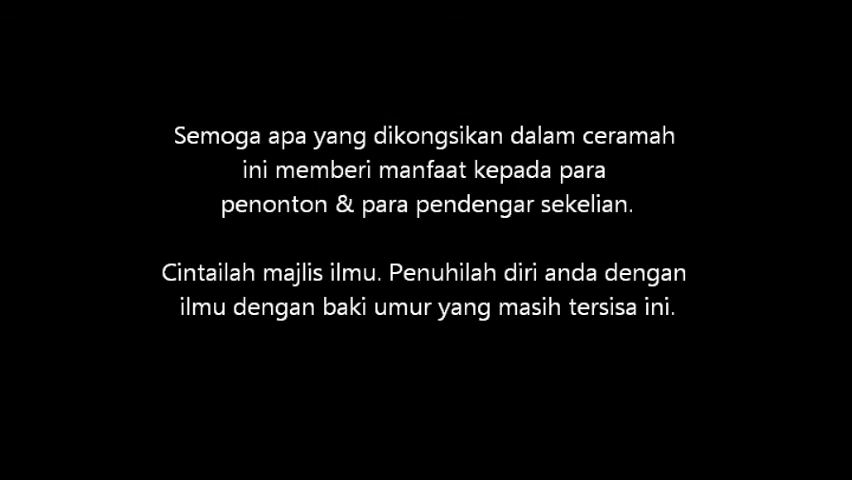 Semoga apa yang dikongsikan dalam ceramah
ini memberi manfaat kepada para
penonton & para pendengar sekelian.
Cintailah majlis ilmu. Penuhilah diri anda dengan
ilmu dengan baki umur yang masih tersisa ini.